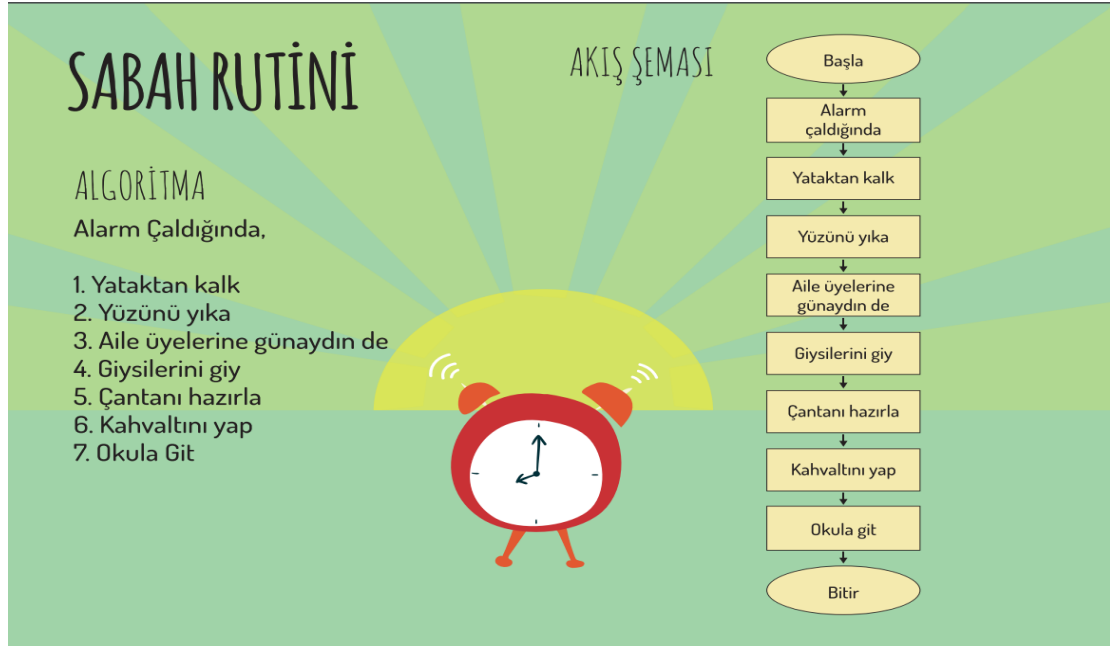 SABAH RUTİNİ
ALGORİTMA
Alarm Çaldığında,
1. Yataktan kalk
2. Yüzünü yıka
3. Aile üyelerine günaydın de
4. Giysilerini giy
5. Çantanı hazırla
6. Kahvaltını yap
7. Okula Git
AKIŞ ŞEMASI
Başla
Alarm
çaldığında
Yataktan kalk
Yüzünü yıka
Aile üyelerine
günaydın de
Giysilerini giy
Çantanı hazırla
Kahvaltını yap
Okula git
Bitir